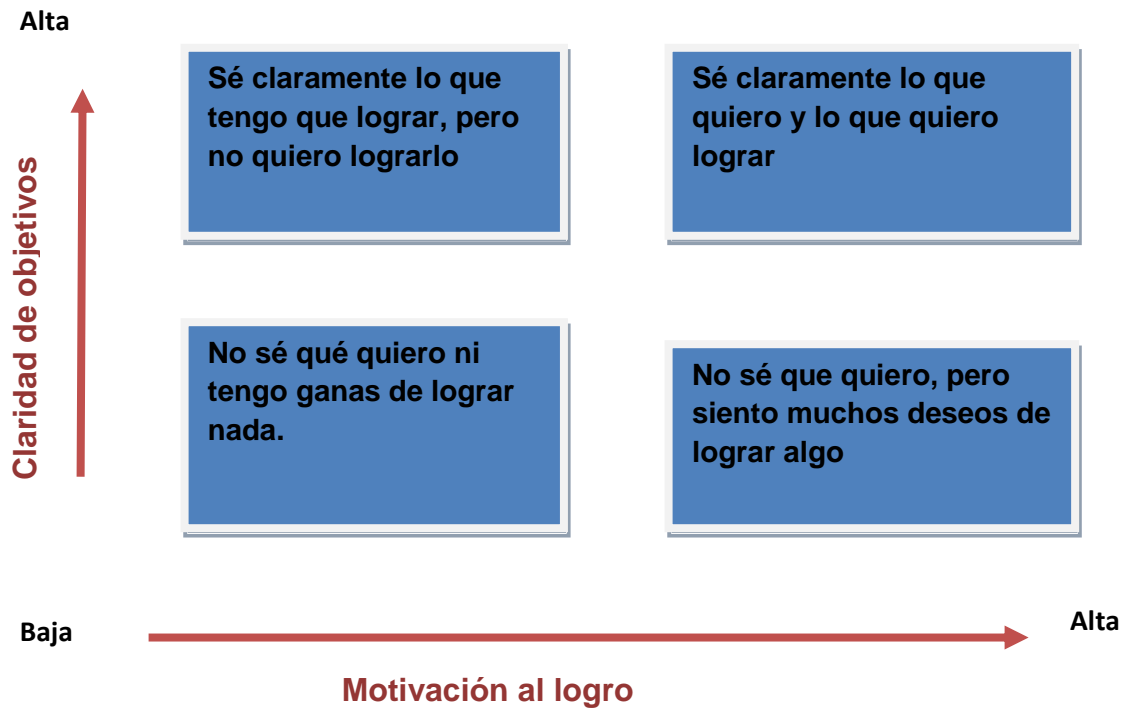 Alta
Sé claramente lo que
tengo que lograr, pero
no quiero lograrlo
Sé claramente lo que
quiero y lo que quiero
lograr
Claridad de objetivos
No sé qué quiero ni
tengo ganas de lograr
nada.
No sé que quiero, pero
siento muchos deseos de
lograr algo
Baja
Alta
Motivación al logro